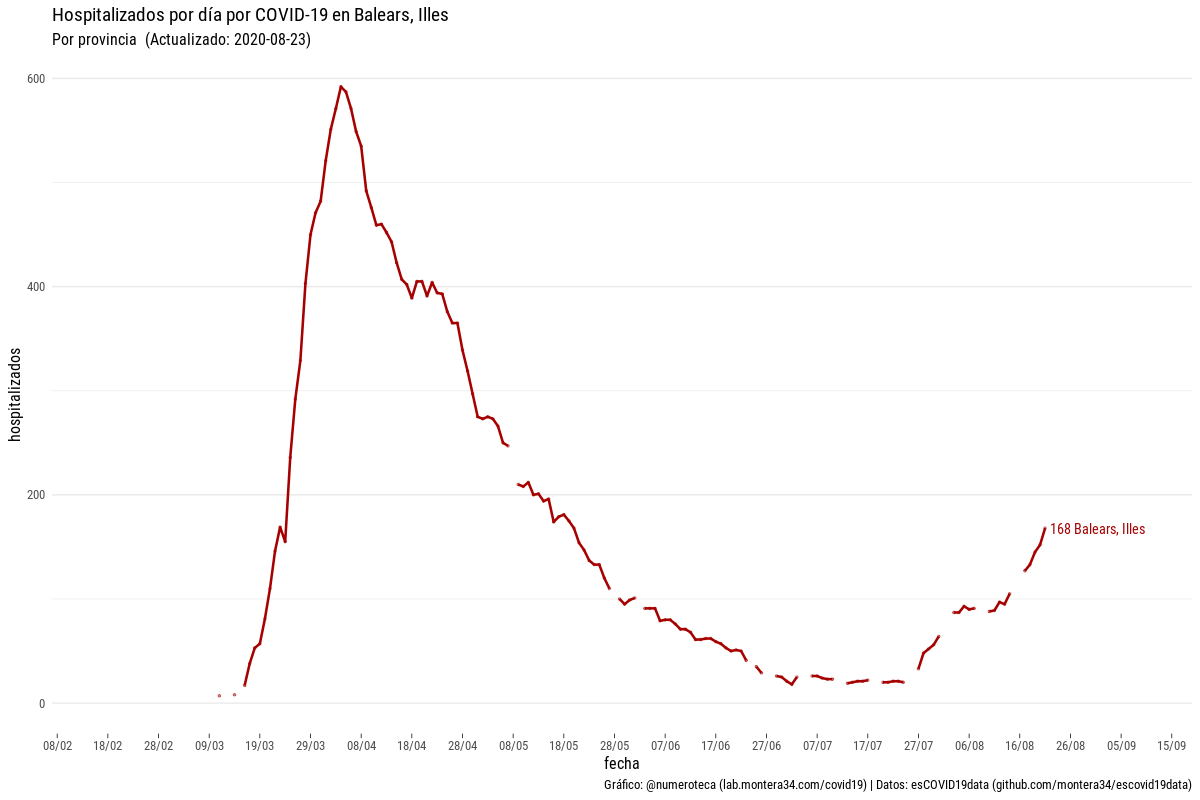 Hospitalizados por día por COVID-19 en Balears, Illes
Por provincia  (Actualizado: 2020-08-23)
600
400
200
0
hospitalizados
168 Balears, Illes
08/02 18/02 28/02 09/03 19/03 29/03 08/04 18/04 28/04 08/05 18/05 28/05 07/06 17/06 27/06 07/07 17/07 27/07 06/08 16/08 26/08 05/09 15/09
fecha
Gráfico: @numeroteca (lab.montera34.com/covid19) | Datos: esCOVID19data (github.com/montera34/escovid19data)